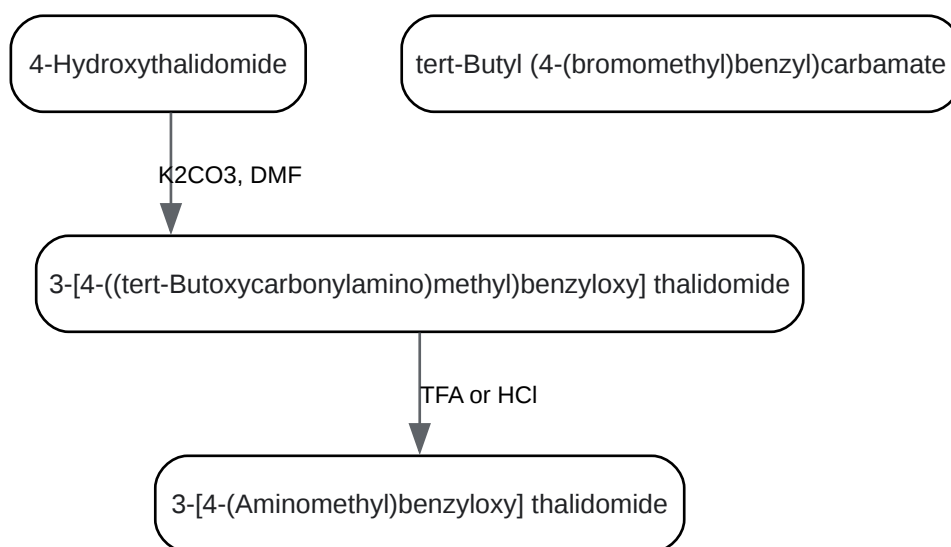 4-Hydroxythalidomide
tert-Butyl (4-(bromomethyl)benzyl)carbamate
K2CO3, DMF
3-[4-((tert-Butoxycarbonylamino)methyl)benzyloxy] thalidomide
TFA or HCl
3-[4-(Aminomethyl)benzyloxy] thalidomide